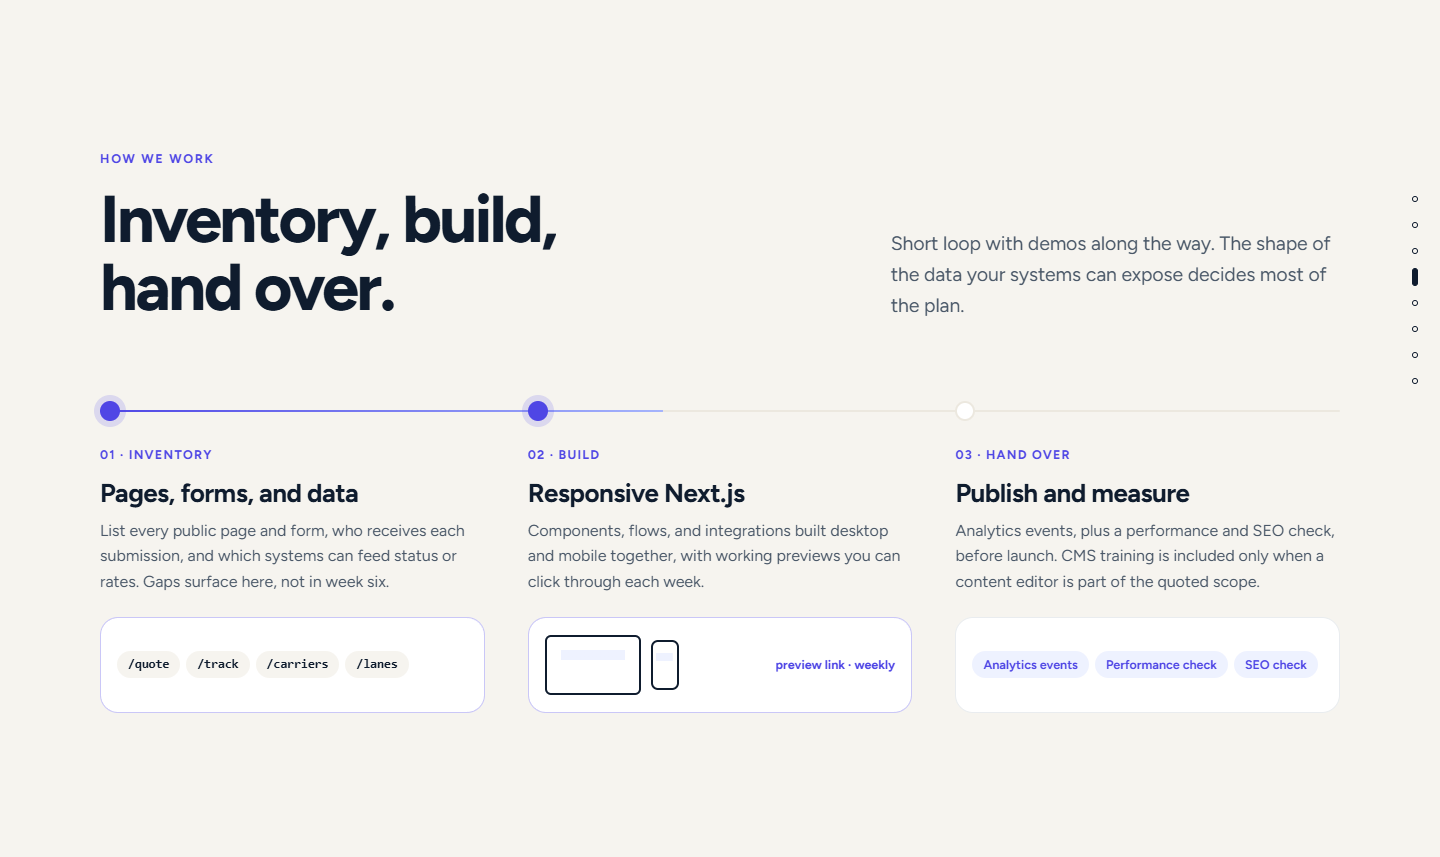 HOW WE WORK
Inventory, build,
hand over.
Short loop with demos along the way. The shape of
the data your systems can expose decides most of
the plan.
01 · INVENTORY
Pages, forms, and data
List every public page and form, who receives each
submission, and which systems can feed status or
rates. Gaps surface here, not in week six.
/quote /track /carriers /lanes
02 · BUILD
Responsive Next.js
Components, flows, and integrations built desktop
and mobile together, with working previews you can
click through each week.
preview link · weekly
03 · HAND OVER
Publish and measure
Analytics events, plus a performance and SEO check,
before launch. CMS training is included only when a
content editor is part of the quoted scope.
Analytics events Performance check SEO check